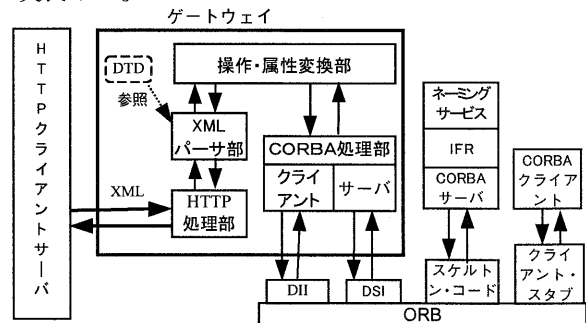 ゲートウェイ
HTTPクライアントサーバ
DTD
参照
操作・属性変換部
XML
パーサ部
XML
HTTP
処理部
CORBA処理部
クライ
アント
サーバ
ネーミング
サービス
IFR
CORBA
サーバ
CORBA
クライア
ント
スケルト
ン・コード
クライ
アント・
スタブ
DII
DSI
ORB